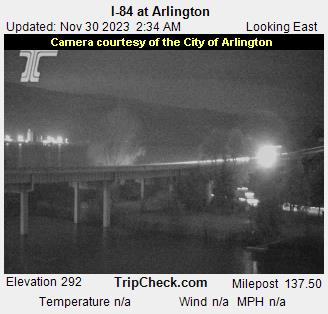 I-84 at Arlington
Updated: Nov 30 2023 2:34 AM Looking East
Camera courtesy of the City of Arlington
Elevation 292 TripCheck.com Milepost 137.50
Temperature n/a Wind n/a MPH n/a